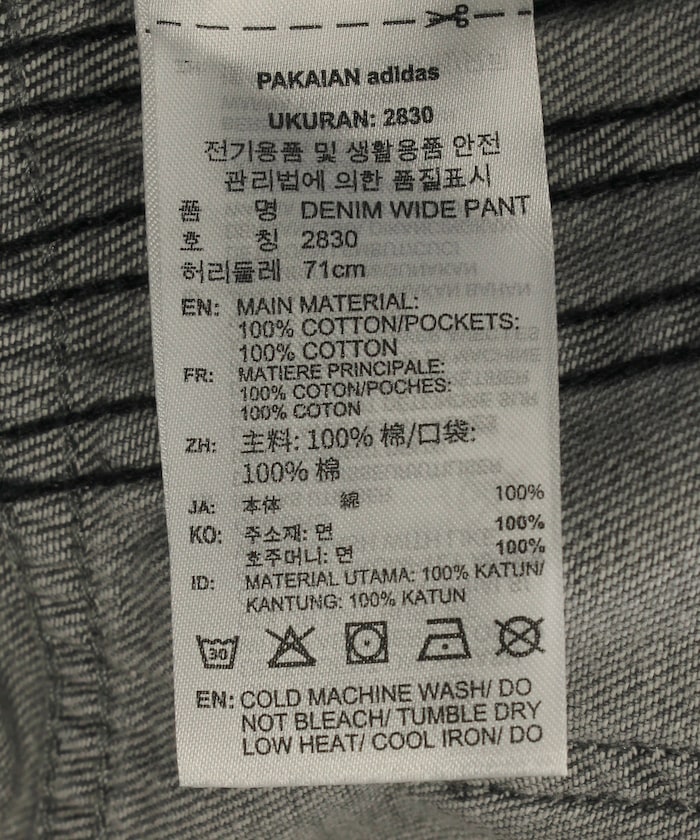 PAKAIAN adidas
UKURAN: 2830
전기용품 및 생활용품 안전
관리법에 의한 품질표시
품 명 DENIM WIDE PANT
호 칭 2830
허리둘레 71cm
EN: MAIN MATERIAL:
100% COTTON/POCKETS:
100% COTTON
FR: MATIERE PRINCIPALE:
100% COTON/POCHES:
100% COTON
ZH: 主料: 100% 棉/口袋:
100% 棉
JA: 本体 綿 100%
KO: 주소재: 면 100%
호주머니: 면 100%
ID: MATERIAL UTAMA: 100% KATUN/
KANTUNG: 100% KATUN
30
EN: COLD MACHINE WASH/ DO
NOT BLEACH/ TUMBLE DRY
LOW HEAT/ COOL IRON/ DO